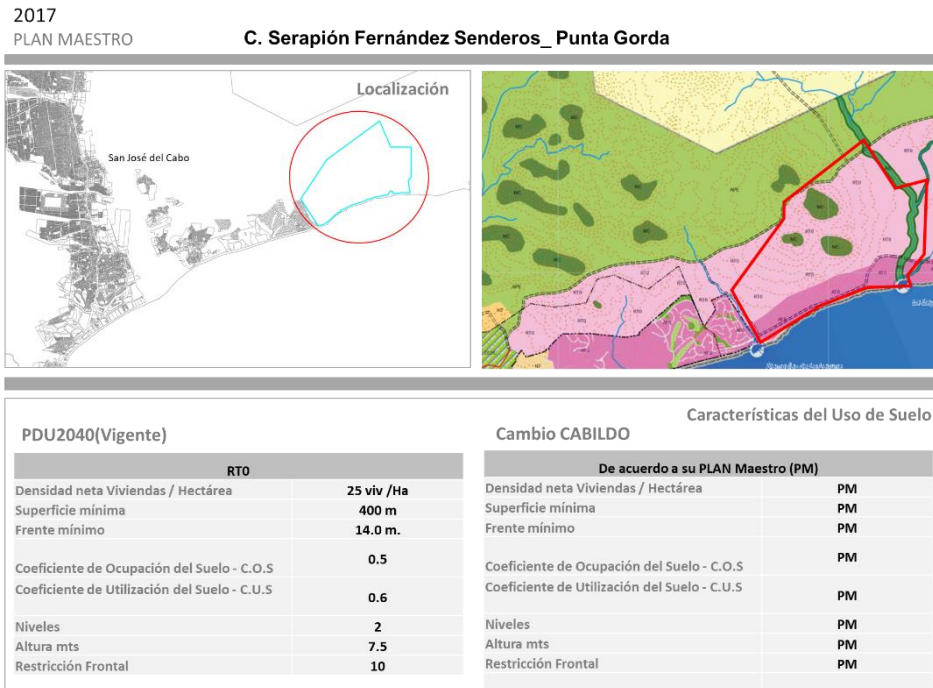 2017
PLAN MAESTRO
C. Serapión Fernández Senderos_ Punta Gorda
Localización
San José del Cabo
Características del Uso de Suelo
PDU2040(Vigente)
Cambio CABILDO
RT0
Densidad neta Viviendas / Hectárea 25 viv /Ha
Superficie mínima 400 m
Frente mínimo 14.0 m.
Coeficiente de Ocupación del Suelo - C.O.S 0.5
Coeficiente de Utilización del Suelo - C.U.S 0.6
Niveles 2
Altura mts 7.5
Restricción Frontal 10
De acuerdo a su PLAN Maestro (PM)
Densidad neta Viviendas / Hectárea PM
Superficie mínima PM
Frente mínimo PM
Coeficiente de Ocupación del Suelo - C.O.S PM
Coeficiente de Utilización del Suelo - C.U.S PM
Niveles PM
Altura mts PM
Restricción Frontal PM